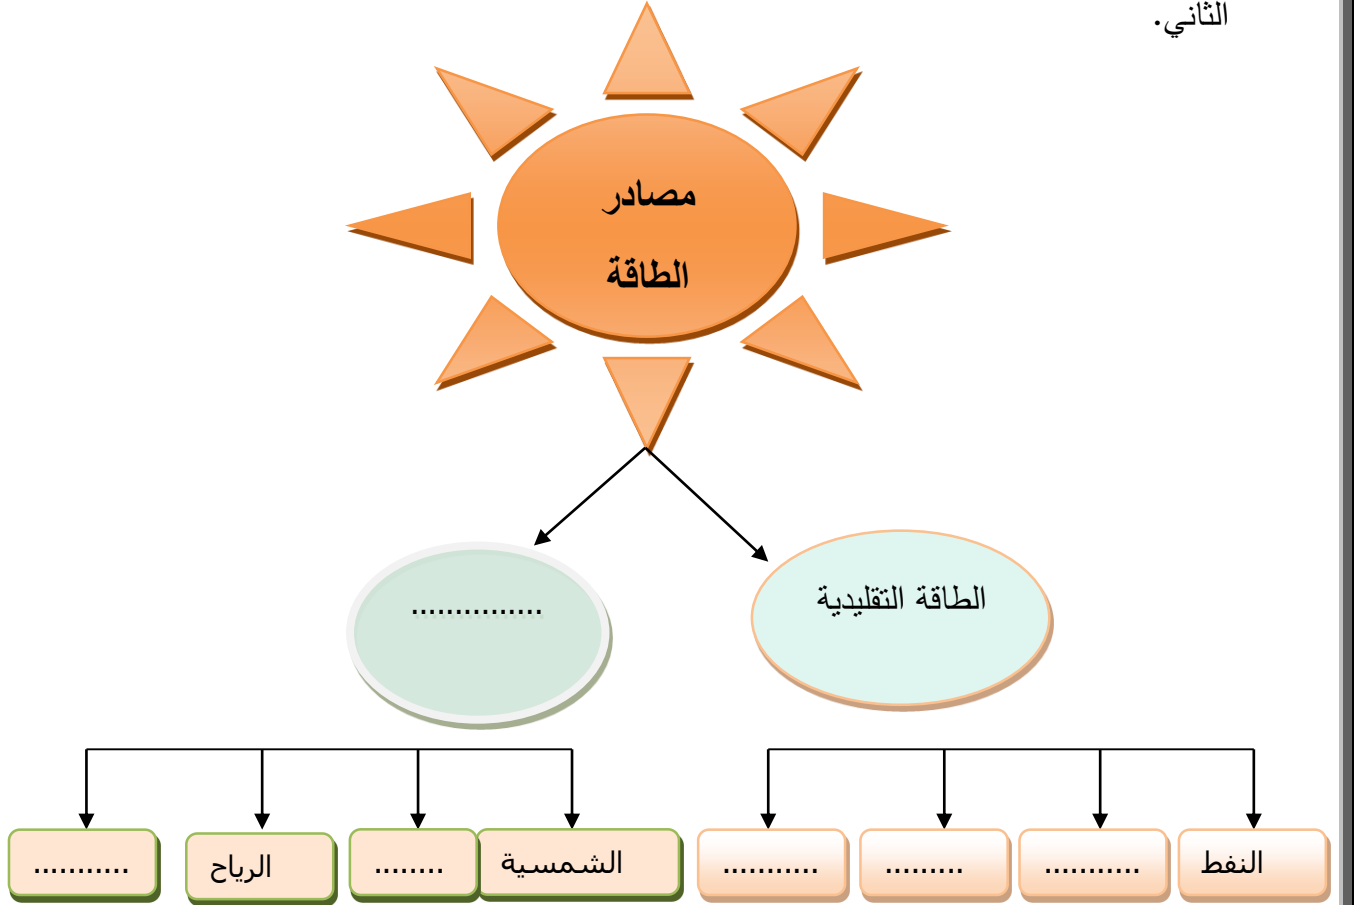 الثاني.
مصادر
الطاقة
الطاقة التقليدية
...............
النفط
...........
.........
...........
الشمسية
........
الرياح
...........